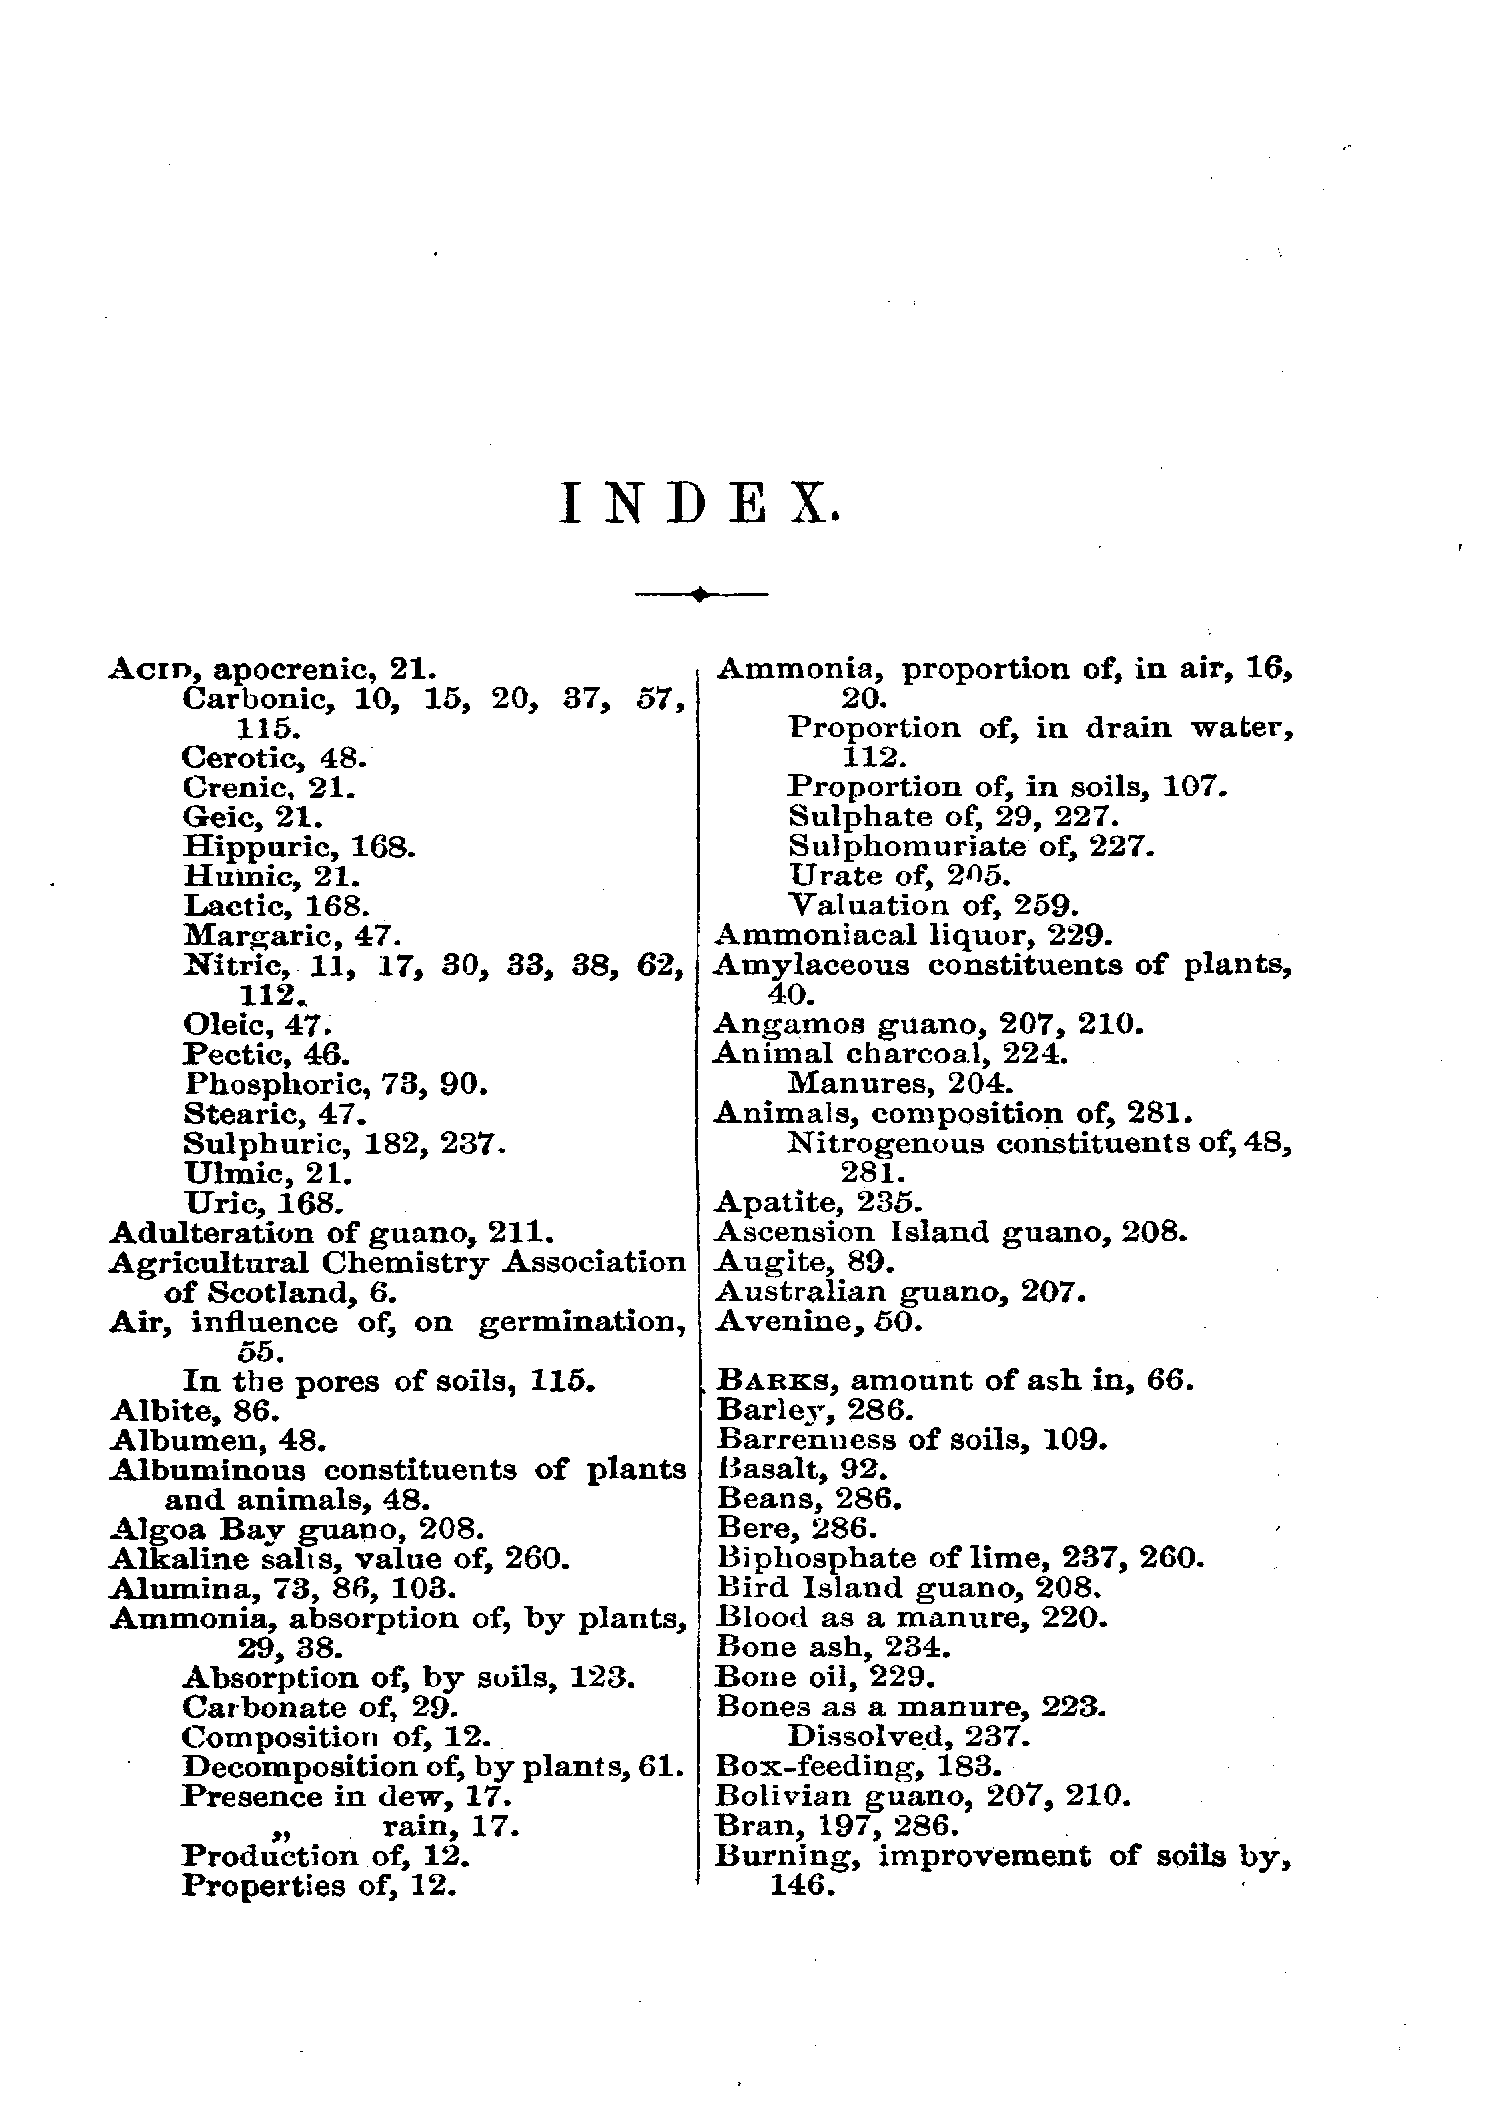 INDEX.
ACID, apocrenic, 21.
Carbonic, 10, 15, 20, 37, 57,
115.
Cerotic, 48.
Crenic, 21.
Geic, 21.
Hippuric, 168.
Humic, 21.
Lactic, 168.
Margaric, 47.
Nitric, 11, 17, 30, 33, 38, 62,
112.
Oleic, 47.
Pectic, 46.
Phosphoric, 73, 90.
Stearic, 47.
Sulphuric, 182, 237.
Ulmic, 21.
Uric, 168.
Adulteration of guano, 211.
Agricultural Chemistry Association
of Scotland, 6.
Air, influence of, on germination,
55.
In the pores of soils, 115.
Albite, 86.
Albumen, 48.
Albuminous constituents of plants
and animals, 48.
Algoa Bay guano, 208.
Alkaline salts, value of, 260.
Alumina, 73, 86, 103.
Ammonia, absorption of, by plants,
29, 38.
Absorption of, by soils, 123.
Carbonate of, 29.
Composition of, 12.
Decomposition of, by plants, 61.
Presence in dew, 17.
„ rain, 17.
Production of, 12.
Properties of, 12.
Ammonia, proportion of, in air, 16,
20.
Proportion of, in drain water,
112.
Proportion of, in soils, 107.
Sulphate of, 29, 227.
Sulphomuriate of, 227.
Urate of, 205.
Valuation of, 259.
Ammoniacal liquor, 229.
Amylaceous constituents of plants,
40.
Angamos guano, 207, 210.
Animal charcoal, 224.
Manures, 204.
Animals, composition of, 281.
Nitrogenous constituents of, 48,
281.
Apatite, 235.
Ascension Island guano, 208.
Augite, 89.
Australian guano, 207.
Avenine, 50.
BARKS, amount of ash in, 66.
Barley, 286.
Barrenness of soils, 109.
Basalt, 92.
Beans, 286.
Bere, 286.
Biphosphate of lime, 237, 260.
Bird Island guano, 208.
Blood as a manure, 220.
Bone ash, 234.
Bone oil, 229.
Bones as a manure, 223.
Dissolved, 237.
Box-feeding, 183.
Bolivian guano, 207, 210.
Bran, 197, 286.
Burning, improvement of soils by,
146.